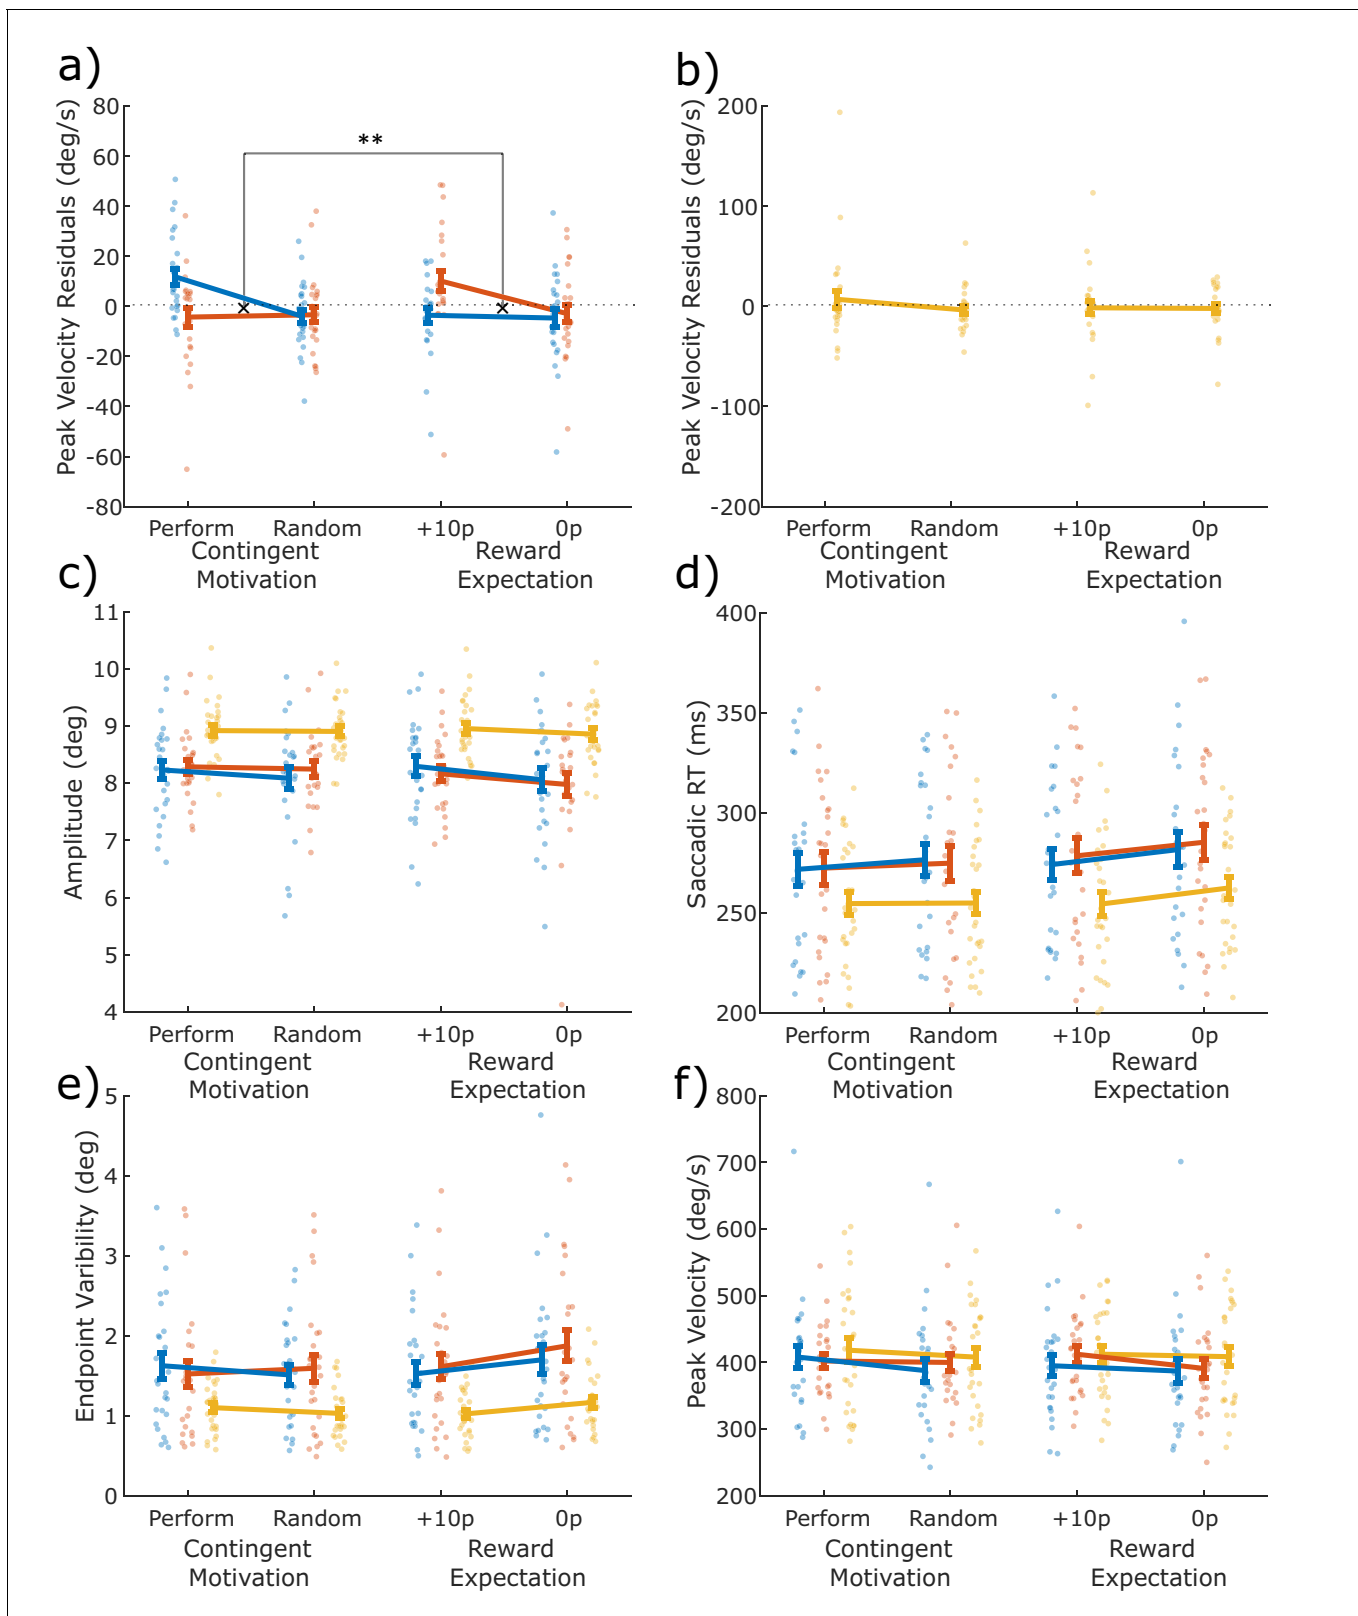 a)
Peak Velocity Residuals (deg/s)
80
60
40
20
0
-20
-40
-60
-80
**
Perform
Random
+10p
0p
Contingent
Motivation
Reward
Expectation
b)
Peak Velocity Residuals (deg/s)
200
100
0
-100
-200
Perform
Random
+10p
0p
Contingent
Motivation
Reward
Expectation
c)
Amplitude (deg)
11
10
9
8
7
6
5
4
Perform
Random
+10p
0p
Contingent
Motivation
Reward
Expectation
d)
Saccadic RT (ms)
400
350
300
250
200
Perform
Random
+10p
0p
Contingent
Motivation
Reward
Expectation
e)
Endpoint Varibility (deg)
5
4
3
2
1
0
Perform
Random
+10p
0p
Contingent
Motivation
Reward
Expectation
f)
Peak Velocity (deg/s)
800
700
600
500
400
300
200
Perform
Random
+10p
0p
Contingent
Motivation
Reward
Expectation